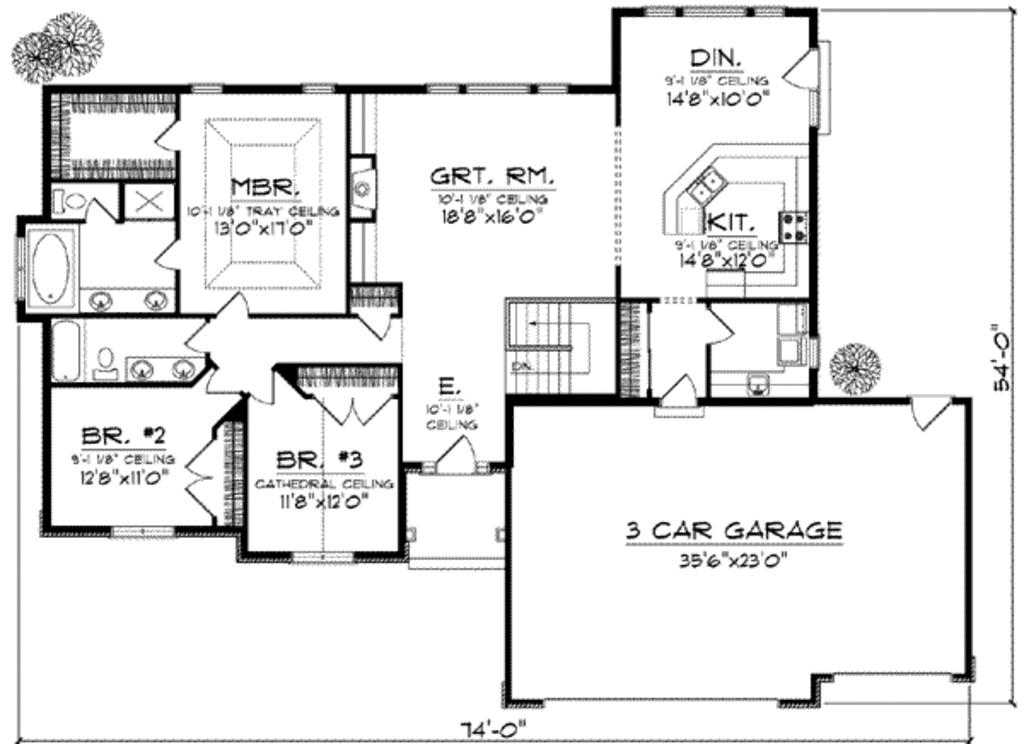 DIN.
9'-1 1/8" CEILING
14'8"x10'0"
MBR.
10'-1 1/8" TRAY CEILING
13'0"x17'0"
GRT. RM.
10'-1 1/8" CEILING
18'8"x16'0"
KIT.
9'-1 1/8" CEILING
14'8"x12'0"
DN.
E.
10'-1 1/8"
CEILING
BR. #2
9'-1 1/8" CEILING
12'8"x11'0"
BR. #3
CATHEDRAL CEILING
11'8"x12'0"
3 CAR GARAGE
35'6"x23'0"
54'-0"
74'-0"